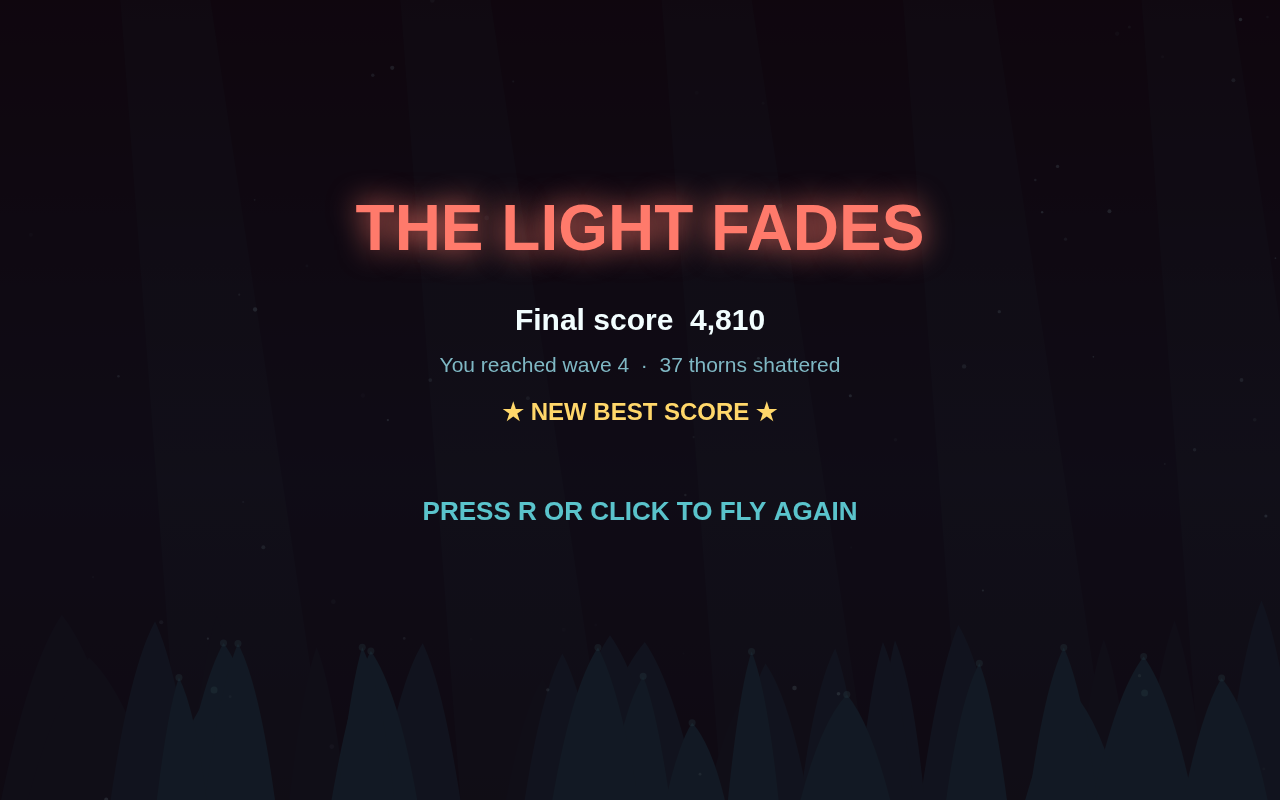 THE LIGHT FADES
Final score 4,810
You reached wave 4 · 37 thorns shattered
★ NEW BEST SCORE ★
PRESS R OR CLICK TO FLY AGAIN